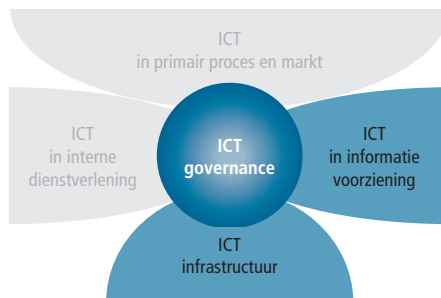 ICT
in primair proces en markt
ICT
in interne
dienstverlening
ICT
governance
ICT
in informatie
voorziening
ICT
infrastructuur